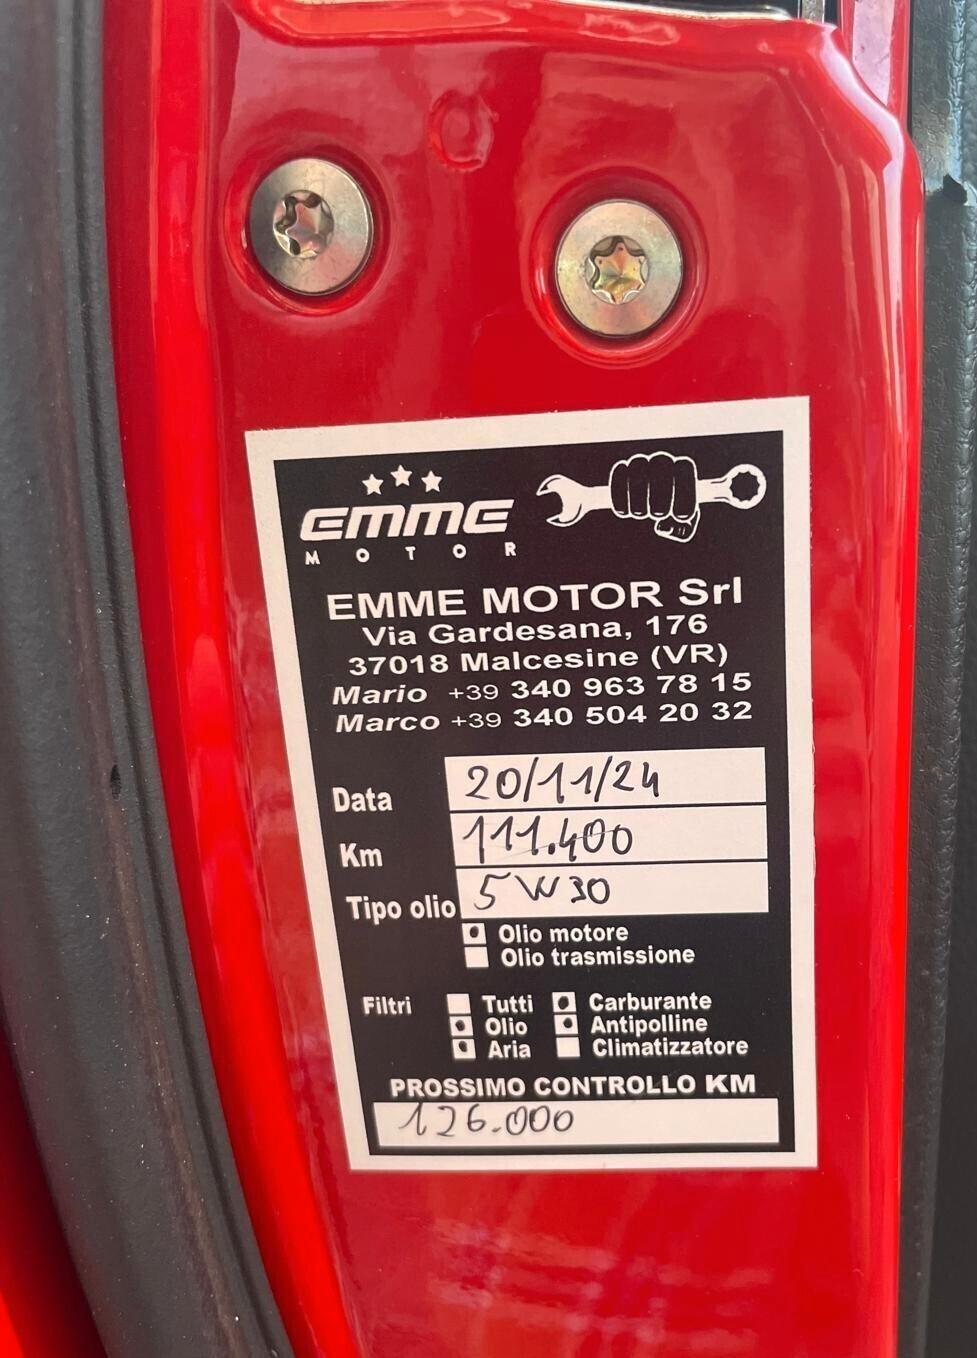 EMME
MOTOR
EMME MOTOR Srl
Via Gardesana, 176
37018 Malcesine (VR)
Mario +39 340 963 78 15
Marco +39 340 504 20 32
Data 20/11/24
Km 111.400
Tipo olio 5W30
Olio motore
Olio trasmissione
Filtri Tutti Carburante
Olio Antipolline
Aria Climatizzatore
PROSSIMO CONTROLLO KM
126.000